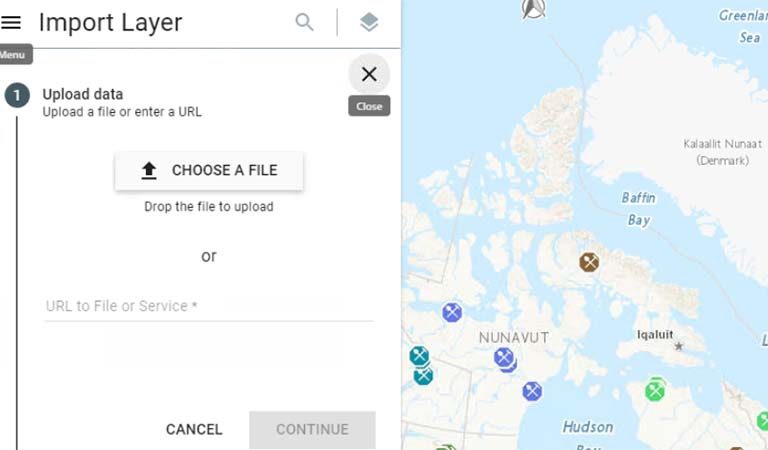 Import Layer
Menu
Close
1
Upload data
Upload a file or enter a URL
CHOOSE A FILE
Drop the file to upload
or
URL to File or Service *
CANCEL
CONTINUE
Greenlan
Sea
Kalaallit Nunaat
(Denmark)
Baffin
Bay
NUNAVUT
Iqaluit
Hudson
Bay